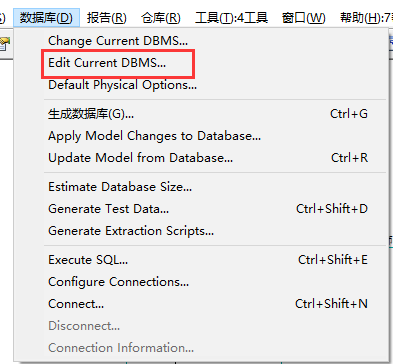 数据库(D) 报告(R) 仓库(R) 工具(T):4工具 窗口(W) 帮助(H):7帮
Change Current DBMS...
Edit Current DBMS...
Default Physical Options...
生成数据库(G)... Ctrl+G
Apply Model Changes to Database...
Update Model from Database... Ctrl+R
Estimate Database Size...
Generate Test Data... Ctrl+Shift+D
Generate Extraction Scripts...
Execute SQL... Ctrl+Shift+E
Configure Connections...
Connect... Ctrl+Shift+N
Disconnect...
Connection Information...